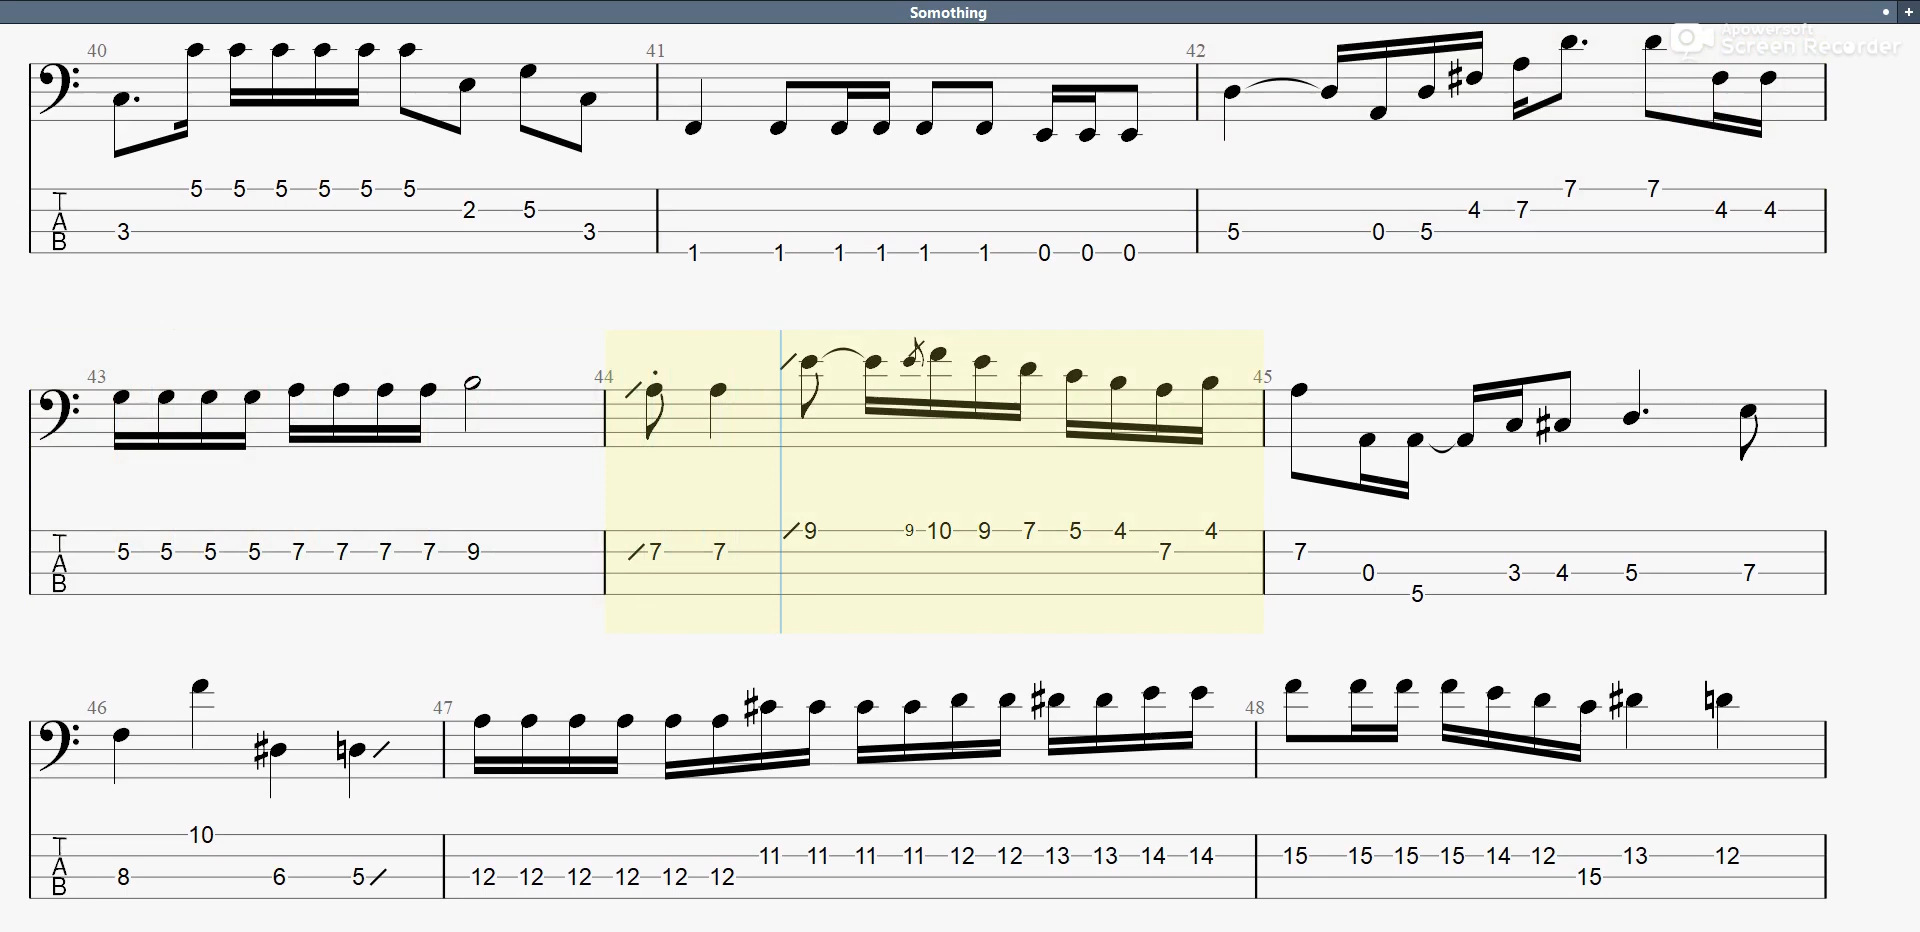 Somothing
+
Apowersoft
Screen Recorder
40 41 42
T A B
5 5 5 5 5 5 7 7
2 5 4 7 4 4
3 3 5 0 5
1 1 1 1 1 1 0 0 0
43 44 45
T A B
9 9 10 9 7 5 4 4
5 5 5 5 7 7 7 7 9 7 7 7 7
0 3 4 5 7
5
46 47 48
T A B
10
11 11 11 11 12 12 13 13 14 14 15 15 15 15 14 12 13 12
8 6 5 12 12 12 12 12 12 15